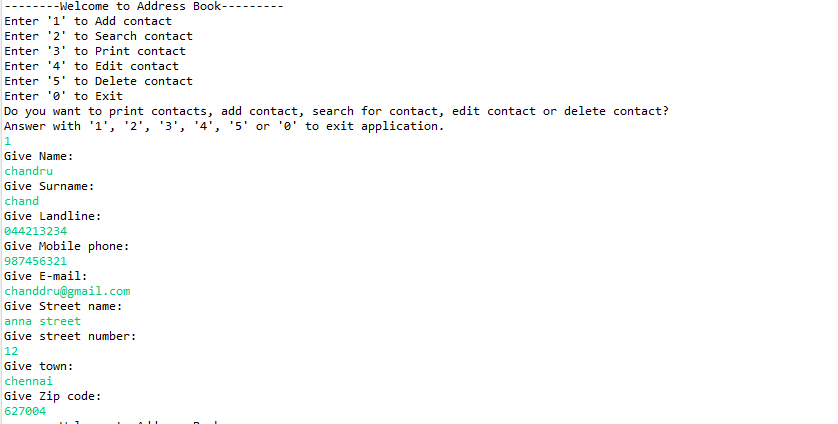 --------Welcome to Address Book---------
Enter '1' to Add contact
Enter '2' to Search contact
Enter '3' to Print contact
Enter '4' to Edit contact
Enter '5' to Delete contact
Enter '0' to Exit
Do you want to print contacts, add contact, search for contact, edit contact or delete contact?
Answer with '1', '2', '3', '4', '5' or '0' to exit application.
1
Give Name:
chandru
Give Surname:
chand
Give Landline:
044213234
Give Mobile phone:
987456321
Give E-mail:
chanddru@gmail.com
Give Street name:
anna street
Give street number:
12
Give town:
chennai
Give Zip code:
627004